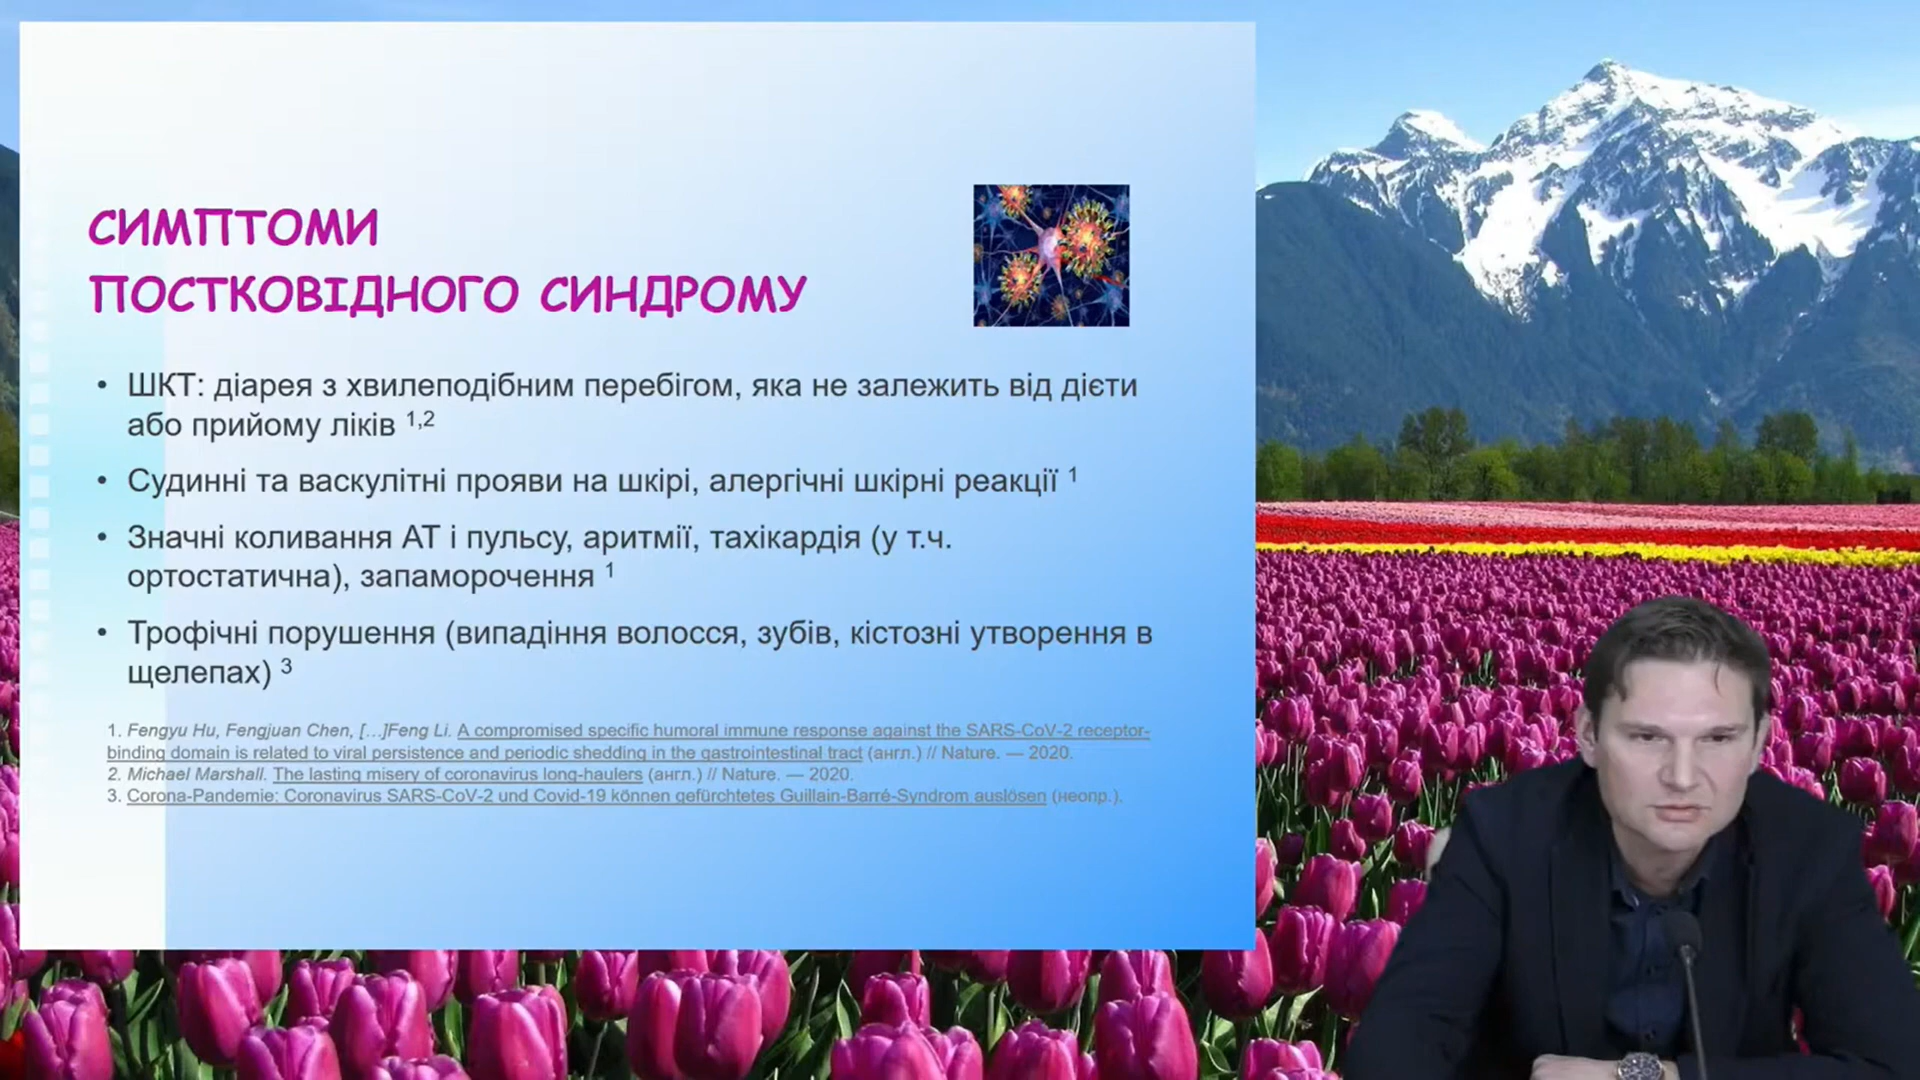 СИМПТОМИ
ПОСТКОВІДНОГО СИНДРОМУ
• ШКТ: діарея з хвилеподібним перебігом, яка не залежить від дієти
або прийому ліків 1,2
• Судинні та васкулітні прояви на шкірі, алергічні шкірні реакції 1
• Значні коливання АТ і пульсу, аритмії, тахікардія (у т.ч.
ортостатична), запаморочення 1
• Трофічні порушення (випадіння волосся, зубів, кістозні утворення в
щелепах) 3
1. Fengyu Hu, Fengjuan Chen, [...]Feng Li. A compromised specific humoral immune response against the SARS-CoV-2 receptor-
binding domain is related to viral persistence and periodic shedding in the gastrointestinal tract (англ.) // Nature. — 2020.
2. Michael Marshall. The lasting misery of coronavirus long-haulers (англ.) // Nature. — 2020.
3. Corona-Pandemie: Coronavirus SARS-CoV-2 und Covid-19 können gefürchtetes Guillain-Barré-Syndrom auslösen (неопр.).